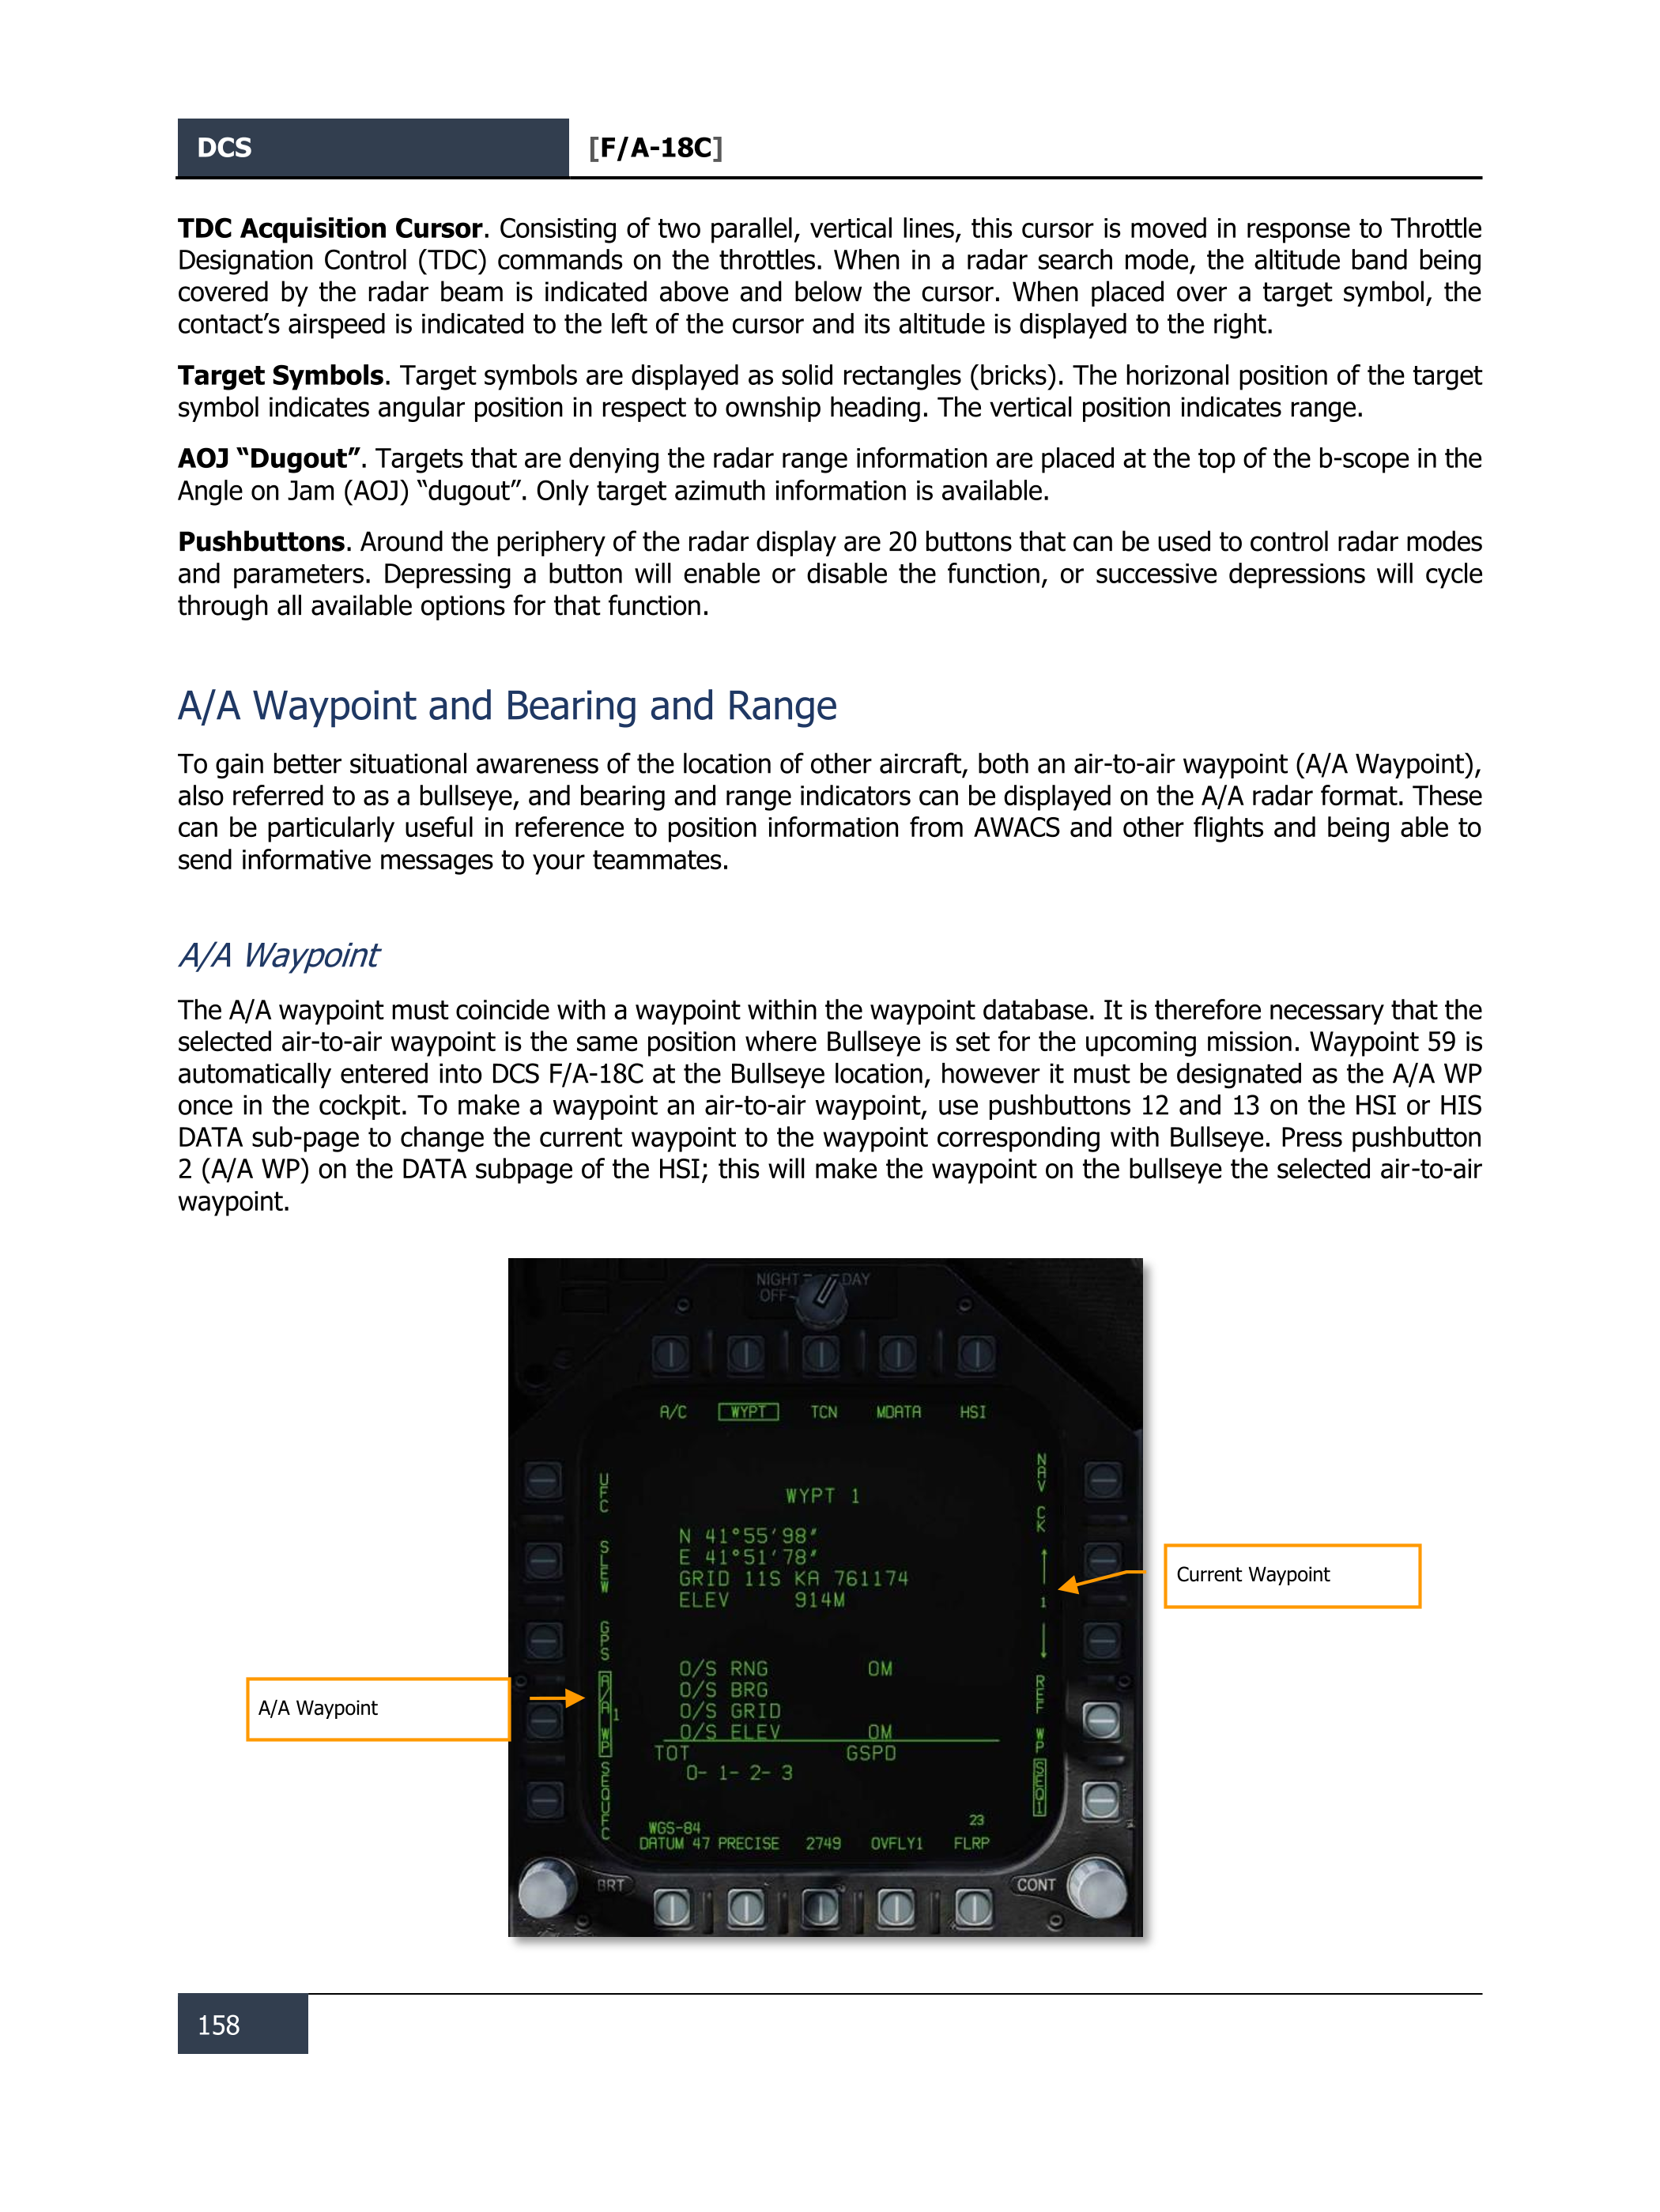 DCS [F/A-18C]
TDC Acquisition Cursor. Consisting of two parallel, vertical lines, this cursor is moved in response to Throttle
Designation Control (TDC) commands on the throttles. When in a radar search mode, the altitude band being
covered by the radar beam is indicated above and below the cursor. When placed over a target symbol, the
contact's airspeed is indicated to the left of the cursor and its altitude is displayed to the right.
Target Symbols. Target symbols are displayed as solid rectangles (bricks). The horizonal position of the target
symbol indicates angular position in respect to ownship heading. The vertical position indicates range.
AOJ "Dugout". Targets that are denying the radar range information are placed at the top of the b-scope in the
Angle on Jam (AOJ) "dugout". Only target azimuth information is available.
Pushbuttons. Around the periphery of the radar display are 20 buttons that can be used to control radar modes
and parameters. Depressing a button will enable or disable the function, or successive depressions will cycle
through all available options for that function.
A/A Waypoint and Bearing and Range
To gain better situational awareness of the location of other aircraft, both an air-to-air waypoint (A/A Waypoint),
also referred to as a bullseye, and bearing and range indicators can be displayed on the A/A radar format. These
can be particularly useful in reference to position information from AWACS and other flights and being able to
send informative messages to your teammates.
A/A Waypoint
The A/A waypoint must coincide with a waypoint within the waypoint database. It is therefore necessary that the
selected air-to-air waypoint is the same position where Bullseye is set for the upcoming mission. Waypoint 59 is
automatically entered into DCS F/A-18C at the Bullseye location, however it must be designated as the A/A WP
once in the cockpit. To make a waypoint an air-to-air waypoint, use pushbuttons 12 and 13 on the HSI or HIS
DATA sub-page to change the current waypoint to the waypoint corresponding with Bullseye. Press pushbutton
2 (A/A WP) on the DATA subpage of the HSI; this will make the waypoint on the bullseye the selected air-to-air
waypoint.
NIGHT DAY
OFF
A/C WYPT TCN MDATA HSI
NAV CK
UFC
WYPT 1
N 41°55'98"
SLEW
E 41°51'78"
GRID 11S KA 761174
Current Waypoint
ELEV 914M
1
GPS
O/S RNG 0M
O/S BRG
A/A WP 1
REF WP
A/A Waypoint
O/S GRID
O/S ELEV 0M
TOT GSPD
0- 1- 2- 3
SEQUFC
SEQ1
WGS-84 23
DATUM 47 PRECISE 2749 OVFLY1 FLRP
BRT CONT
158